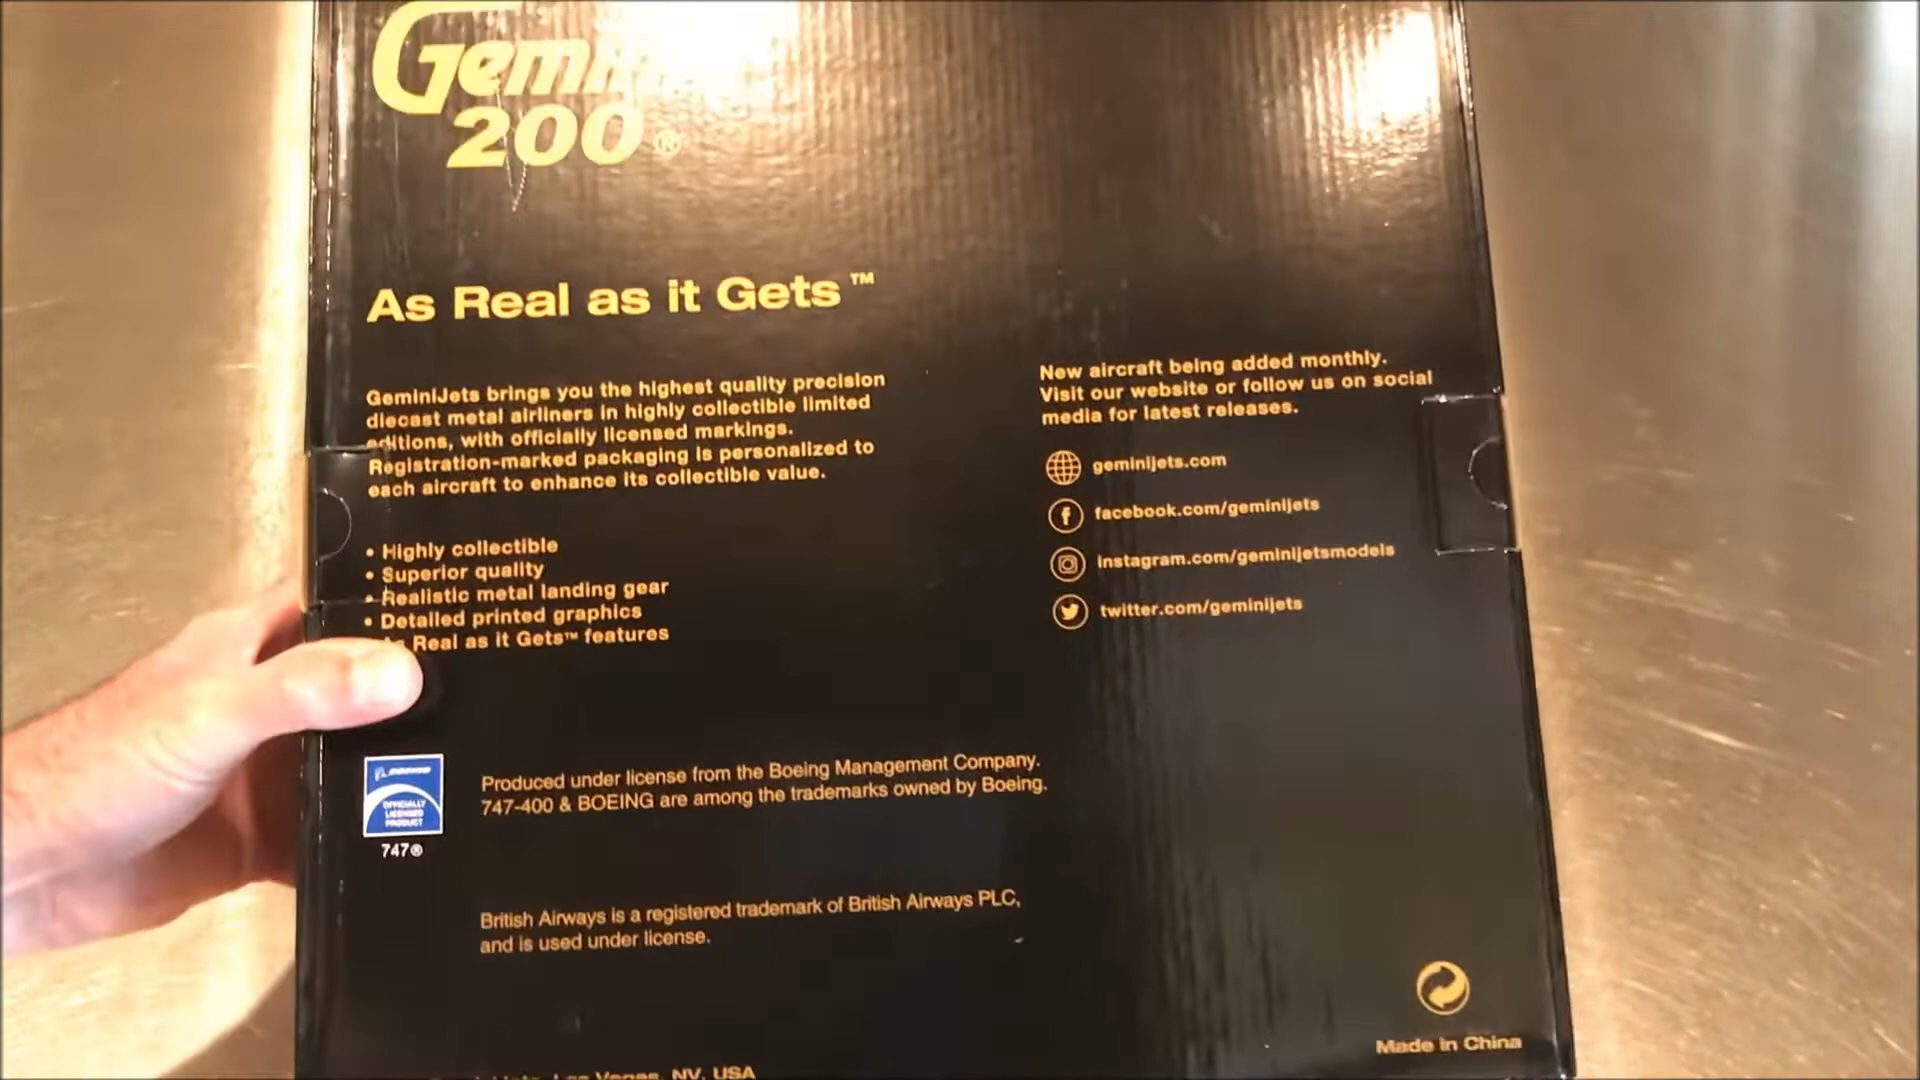 Gemini
200®
As Real as it Gets™
GeminiJets brings you the highest quality precision
diecast metal airliners in highly collectible limited
editions, with officially licensed markings.
Registration-marked packaging is personalized to
each aircraft to enhance its collectible value.
• Highly collectible
• Superior quality
• Realistic metal landing gear
• Detailed printed graphics
As Real as it Gets™ features
New aircraft being added monthly.
Visit our website or follow us on social
media for latest releases.
geminijets.com
facebook.com/geminijets
instagram.com/geminijetsmodels
twitter.com/geminijets
BOEING
OFFICIALLY
LICENSED
PRODUCT
747®
Produced under license from the Boeing Management Company.
747-400 & BOEING are among the trademarks owned by Boeing.
British Airways is a registered trademark of British Airways PLC,
and is used under license.
Made in China
Las Vegas, NV, USA